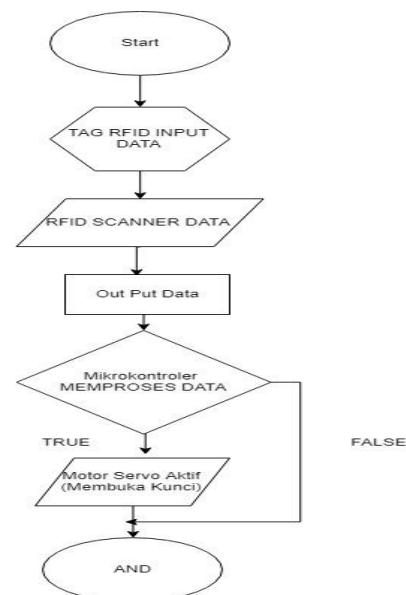 Start
TAG RFID INPUT
DATA
RFID SCANNER DATA
Out Put Data
Mikrokontroler
MEMPROSES DATA
TRUE
FALSE
Motor Servo Aktif
(Membuka Kunci)
AND